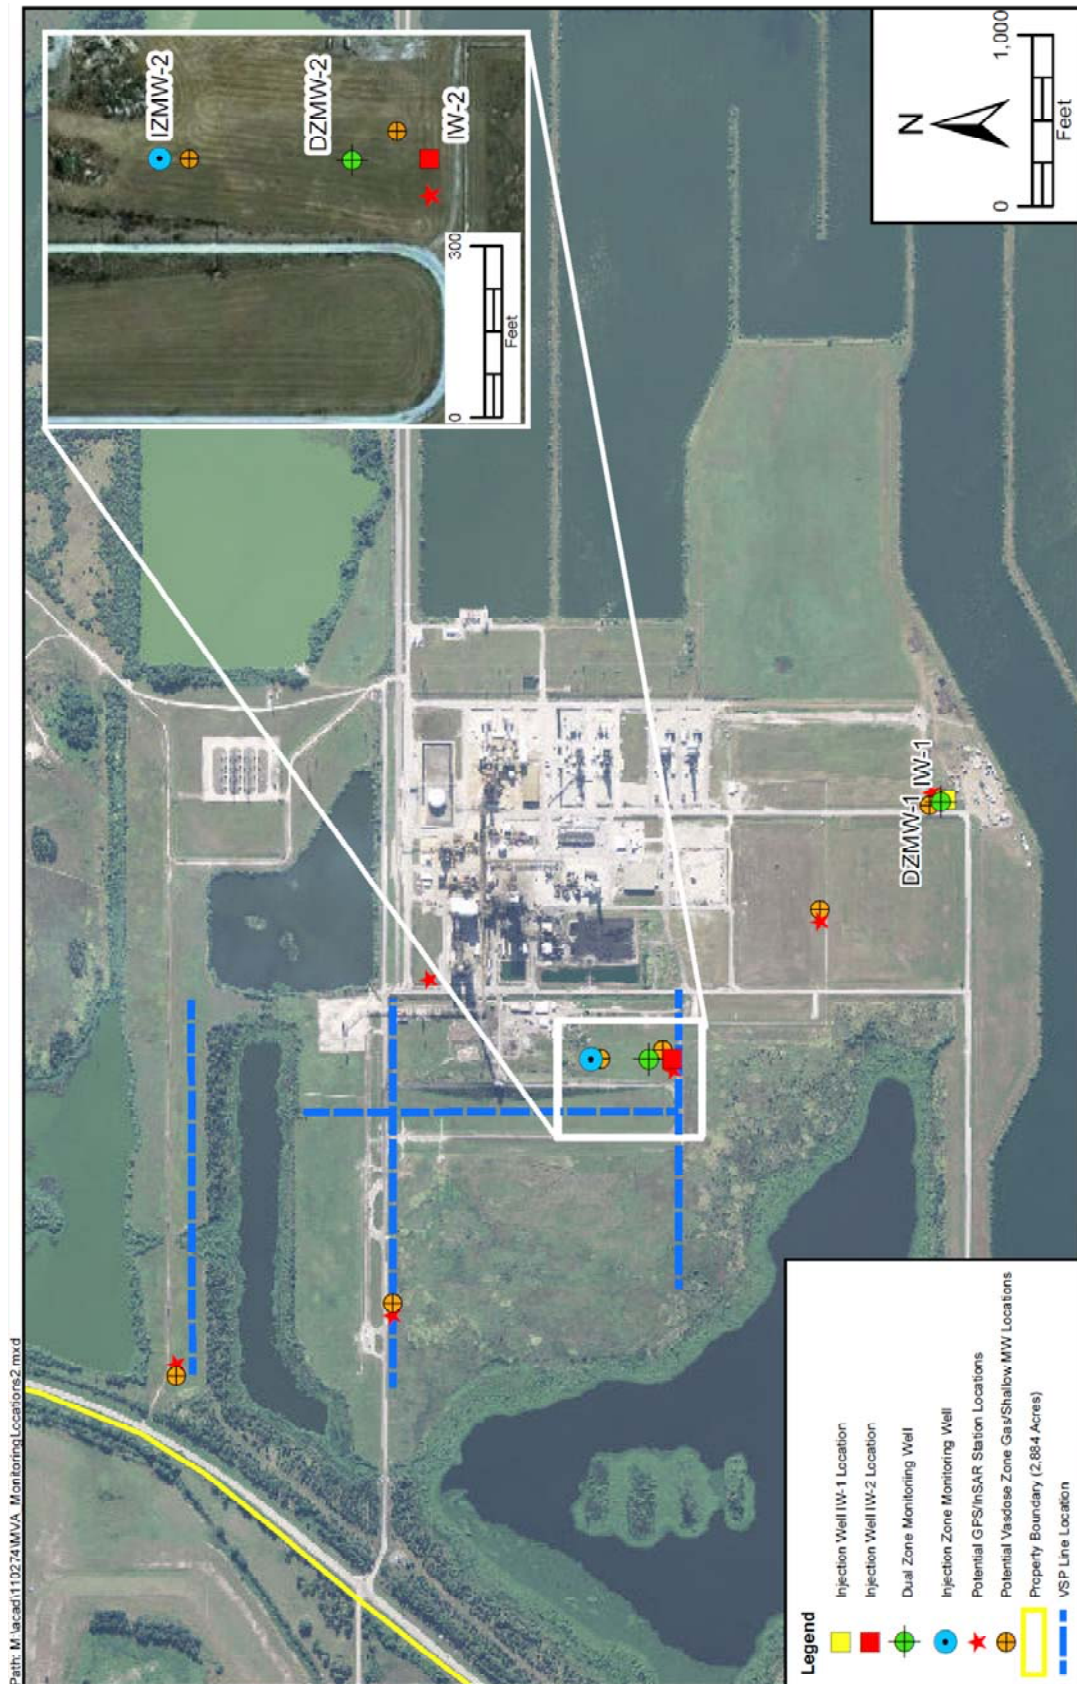 Path: M:\acad\110274\MVA_MonitoringLocations2.mxd
IZMW-2
DZMW-2
IW-2
0
300
Feet
N
0
1,000
Feet
DZMW-1
IW-1
Legend
Injection Well IW-1 Location
Injection Well IW-2 Location
Dual Zone Monitoring Well
Injection Zone Monitoring Well
Potential GPS/InSAR Station Locations
Potential Vasdose Zone Gas/Shallow MW Locations
Property Boundary (2,884 Acres)
VSP Line Location